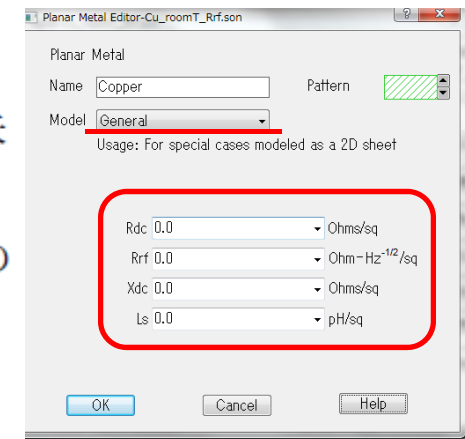 Planar Metal Editor-Cu_roomT_Rrf.son
Planar Metal
Name Copper Pattern
Model General
Usage: For special cases modeled as a 2D sheet
Rdc 0.0 Ohms/sq
Rrf 0.0 Ohm-Hz^-1/2/sq
Xdc 0.0 Ohms/sq
Ls 0.0 pH/sq
OK Cancel Help